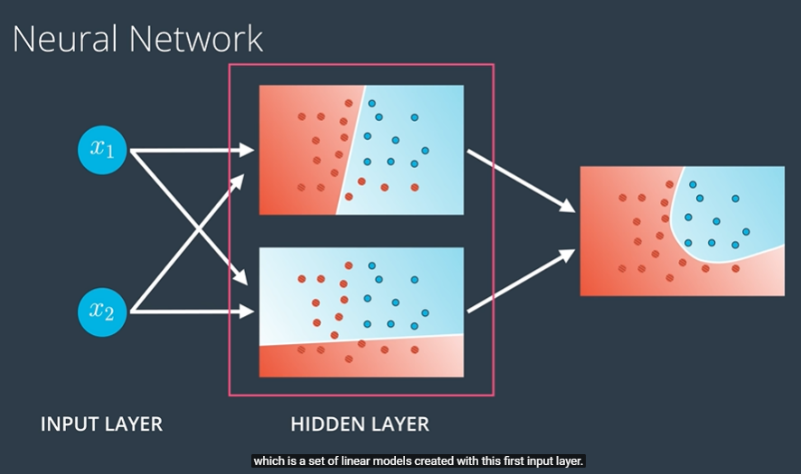 Neural Network
x₁
x₂
INPUT LAYER
HIDDEN LAYER
which is a set of linear models created with this first input layer.